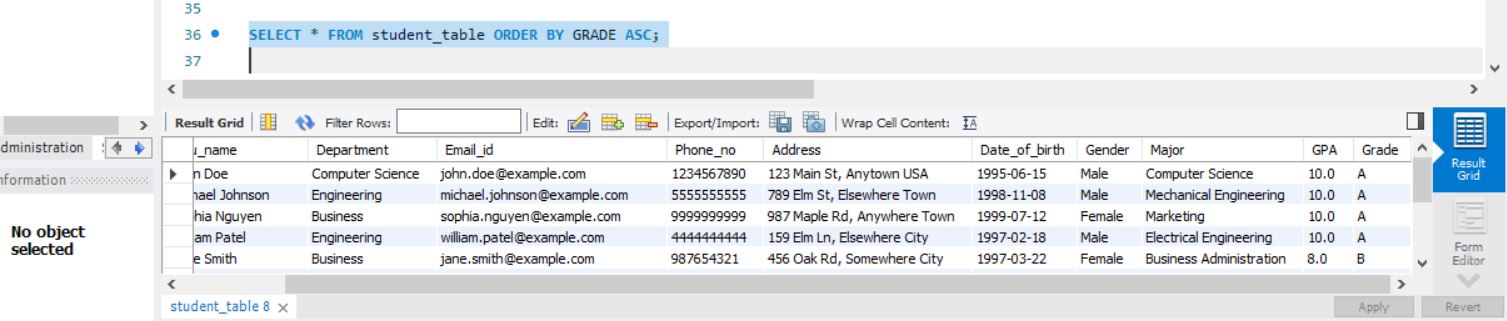 35
36 SELECT * FROM student_table ORDER BY GRADE ASC;
37
Result Grid Filter Rows: Edit: Export/Import: Wrap Cell Content:
dministration
nformation
No object
selected
u_name Department Email_id Phone_no Address Date_of_birth Gender Major GPA Grade
n Doe Computer Science john.doe@example.com 1234567890 123 Main St, Anytown USA 1995-06-15 Male Computer Science 10.0 A
hael Johnson Engineering michael.johnson@example.com 5555555555 789 Elm St, Elsewhere Town 1998-11-08 Male Mechanical Engineering 10.0 A
hia Nguyen Business sophia.nguyen@example.com 9999999999 987 Maple Rd, Anywhere Town 1999-07-12 Female Marketing 10.0 A
am Patel Engineering william.patel@example.com 4444444444 159 Elm Ln, Elsewhere City 1997-02-18 Male Electrical Engineering 10.0 A
e Smith Business jane.smith@example.com 987654321 456 Oak Rd, Somewhere City 1997-03-22 Female Business Administration 8.0 B
Result
Grid
Form
Editor
student_table 8
Apply Revert